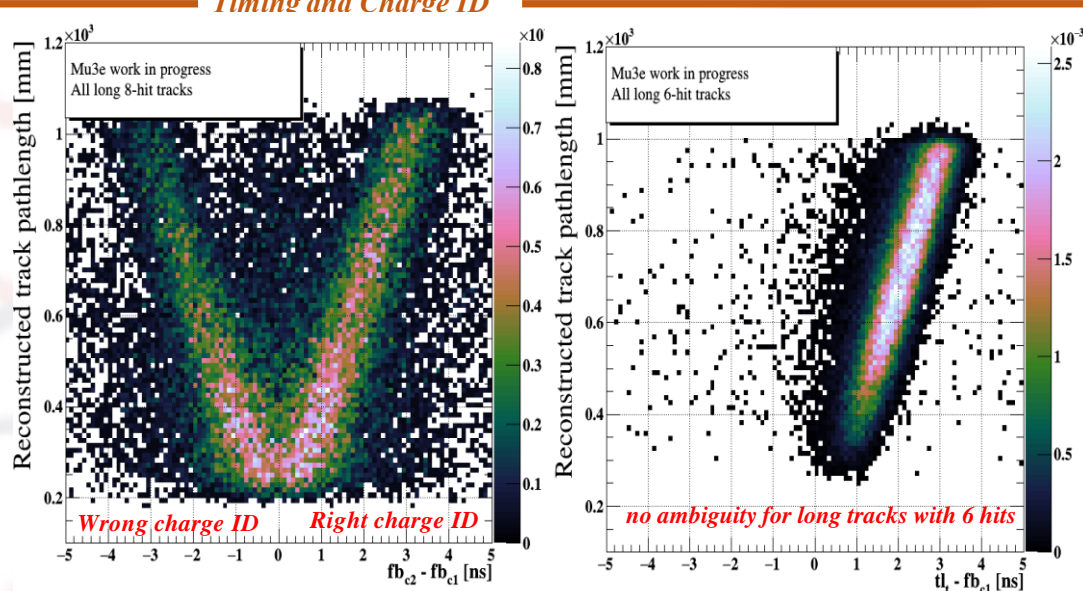 Timing and Charge ID
×10³
Mu3e work in progress
All long 8-hit tracks
Reconstructed track pathlength [mm]
1.2
1
0.8
0.6
0.4
0.2
Wrong charge ID
Right charge ID
−5 −4 −3 −2 −1 0 1 2 3 4 5
fb_c2 - fb_c1 [ns]
×10
0.8
0.7
0.6
0.5
0.4
0.3
0.2
0.1
0
×10³
Mu3e work in progress
All long 6-hit tracks
Reconstructed track pathlength [mm]
1.2
1
0.8
0.6
0.4
0.2
no ambiguity for long tracks with 6 hits
−5 −4 −3 −2 −1 0 1 2 3 4 5
tl_t - fb_c1 [ns]
×10⁻³
2.5
2
1.5
1
0.5
0